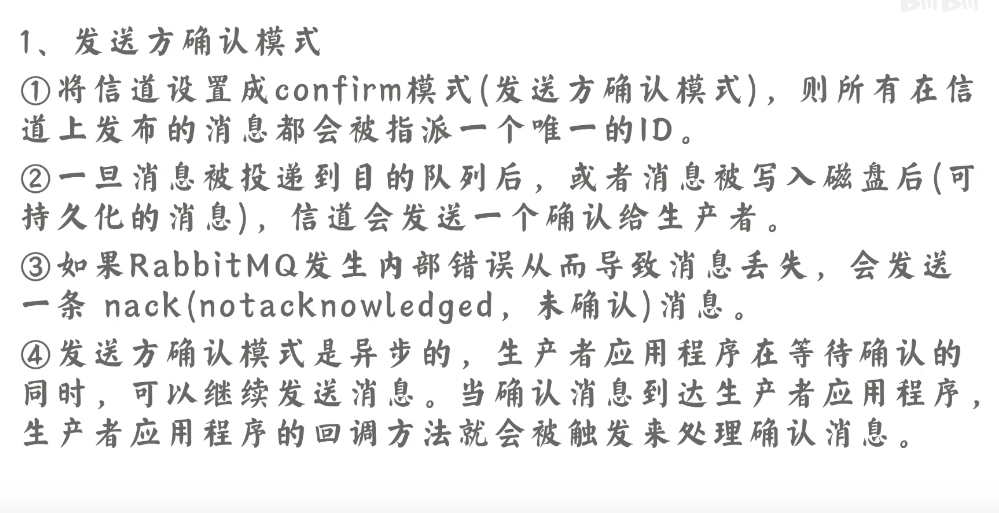 1、发送方确认模式
①将信道设置成confirm模式(发送方确认模式)，则所有在信
道上发布的消息都会被指派一个唯一的ID。
②一旦消息被投递到目的队列后，或者消息被写入磁盘后(可
持久化的消息)，信道会发送一个确认给生产者。
③如果RabbitMQ发生内部错误从而导致消息丢失，会发送
一条 nack(notacknowledged，未确认)消息。
④发送方确认模式是异步的，生产者应用程序在等待确认的
同时，可以继续发送消息。当确认消息到达生产者应用程序，
生产者应用程序的回调方法就会被触发来处理确认消息。